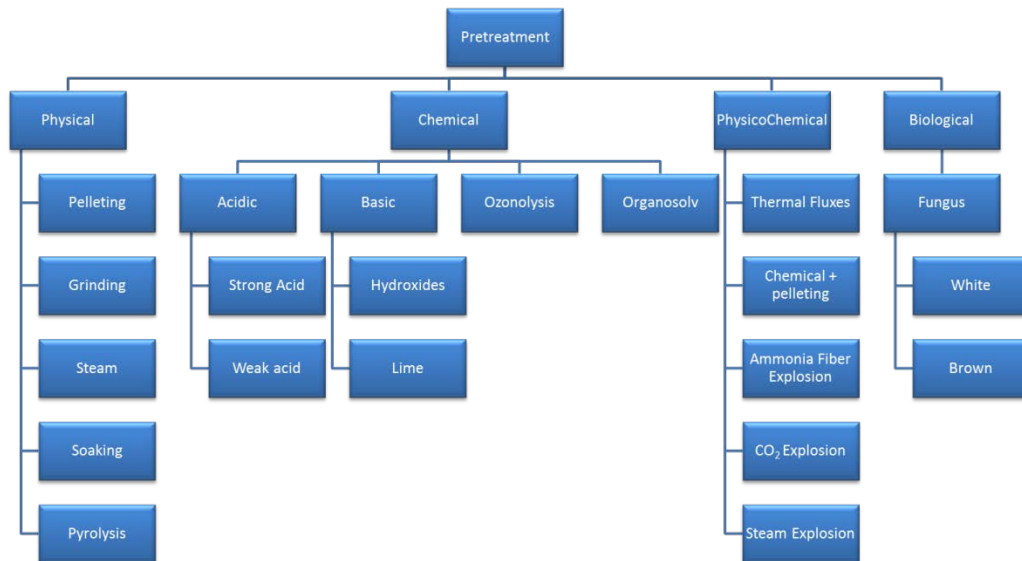 Pretreatment
Physical
Chemical
PhysicoChemical
Biological
Pelleting
Acidic
Basic
Ozonolysis
Organosolv
Thermal Fluxes
Fungus
Grinding
Strong Acid
Hydroxides
Chemical +
pelleting
White
Steam
Weak acid
Lime
Ammonia Fiber
Explosion
Brown
Soaking
CO₂ Explosion
Pyrolysis
Steam Explosion